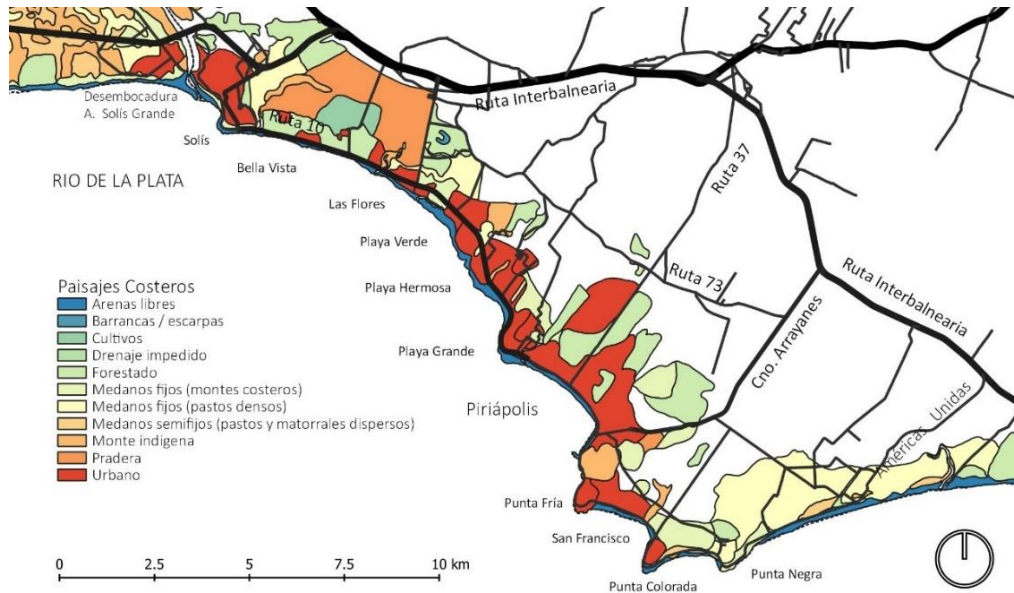 Ruta Interbalnearia
Desembocadura
A. Solís Grande
Ruta 10
Solís
Bella Vista
RIO DE LA PLATA
Ruta 37
Las Flores
Playa Verde
Ruta 73
Ruta Interbalnearia
Playa Hermosa
Paisajes Costeros
Arenas libres
Barrancas / escarpas
Cultivos
Drenaje impedido
Forestado
Medanos fijos (montes costeros)
Medanos fijos (pastos densos)
Medanos semifijos (pastos y matorrales dispersos)
Monte indigena
Pradera
Urbano
Playa Grande
Cno. Arrayanes
Piriápolis
Américas Unidas
Punta Fría
San Francisco
Punta Colorada
Punta Negra
0 2.5 5 7.5 10 km